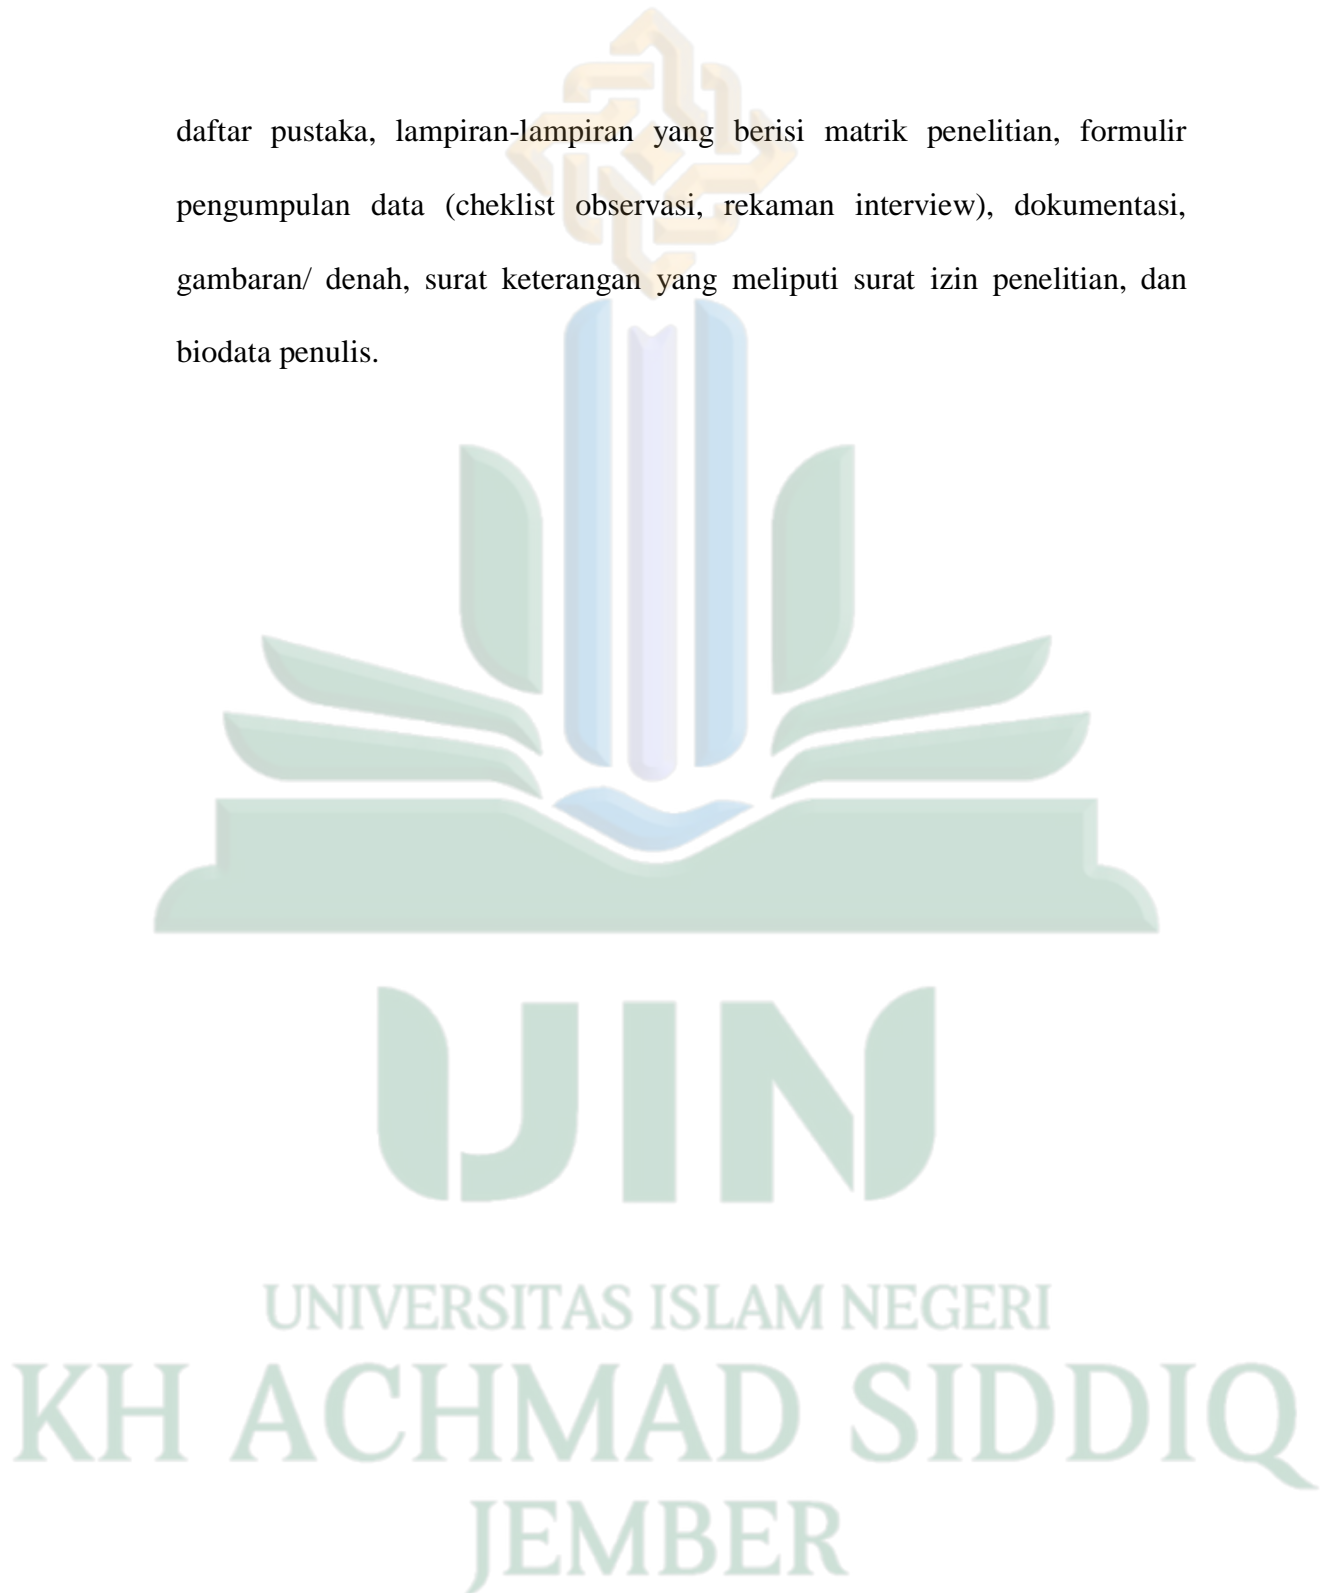 daftar pustaka, lampiran-lampiran yang berisi matrik penelitian, formulir
pengumpulan data (cheklist observasi, rekaman interview), dokumentasi,
gambaran/ denah, surat keterangan yang meliputi surat izin penelitian, dan
biodata penulis.
UIN
UNIVERSITAS ISLAM NEGERI
KH ACHMAD SIDDIQ
JEMBER